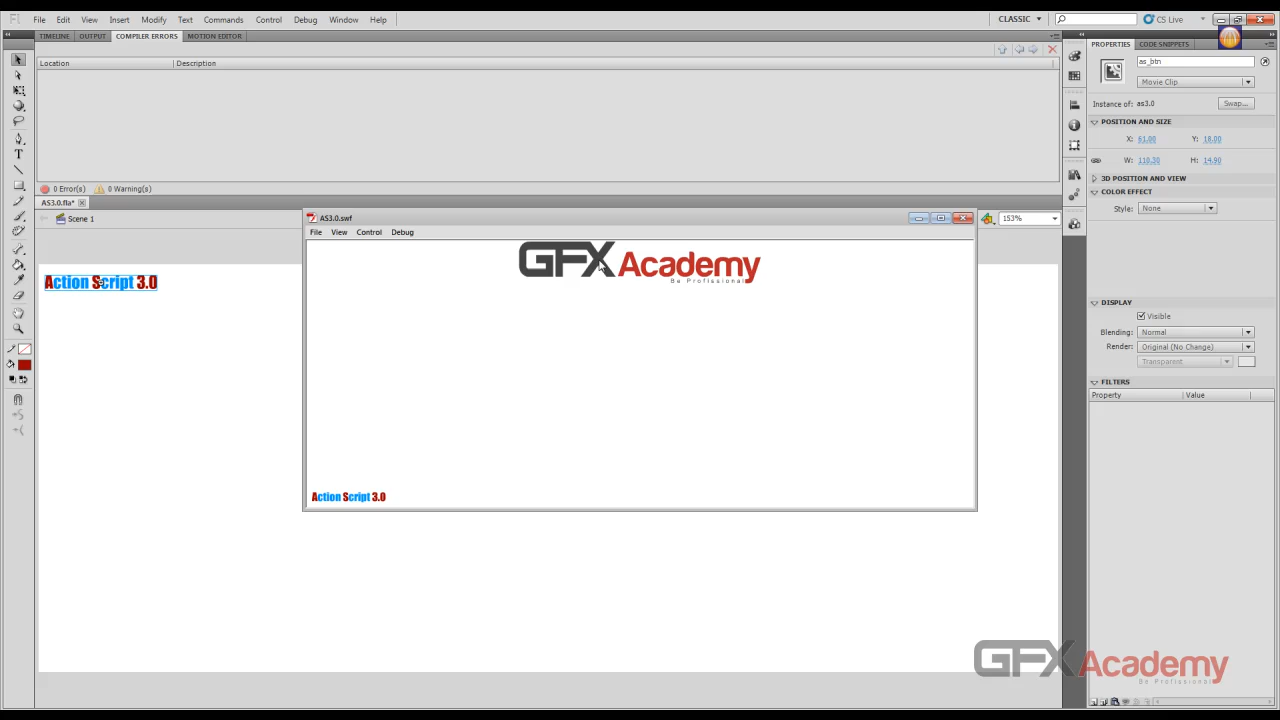 Fl File Edit View Insert Modify Text Commands Control Debug Window Help CLASSIC CS Live
TIMELINE OUTPUT COMPILER ERRORS MOTION EDITOR
Location Description
0 Error(s) 0 Warning(s)
AS3.0.fla*
Scene 1
153%
Action Script 3.0
AS3.0.swf
File View Control Debug
GFX Academy
Be Profissional
Action Script 3.0
PROPERTIES CODE SNIPPETS
as_btn
Movie Clip
Instance of: as3.0 Swap...
POSITION AND SIZE
X: 61.00 Y: 18.00
W: 110.30 H: 14.90
3D POSITION AND VIEW
COLOR EFFECT
Style: None
DISPLAY
Visible
Blending: Normal
Render: Original (No Change)
Transparent
FILTERS
Property Value
GFX Academy
Be Profissional